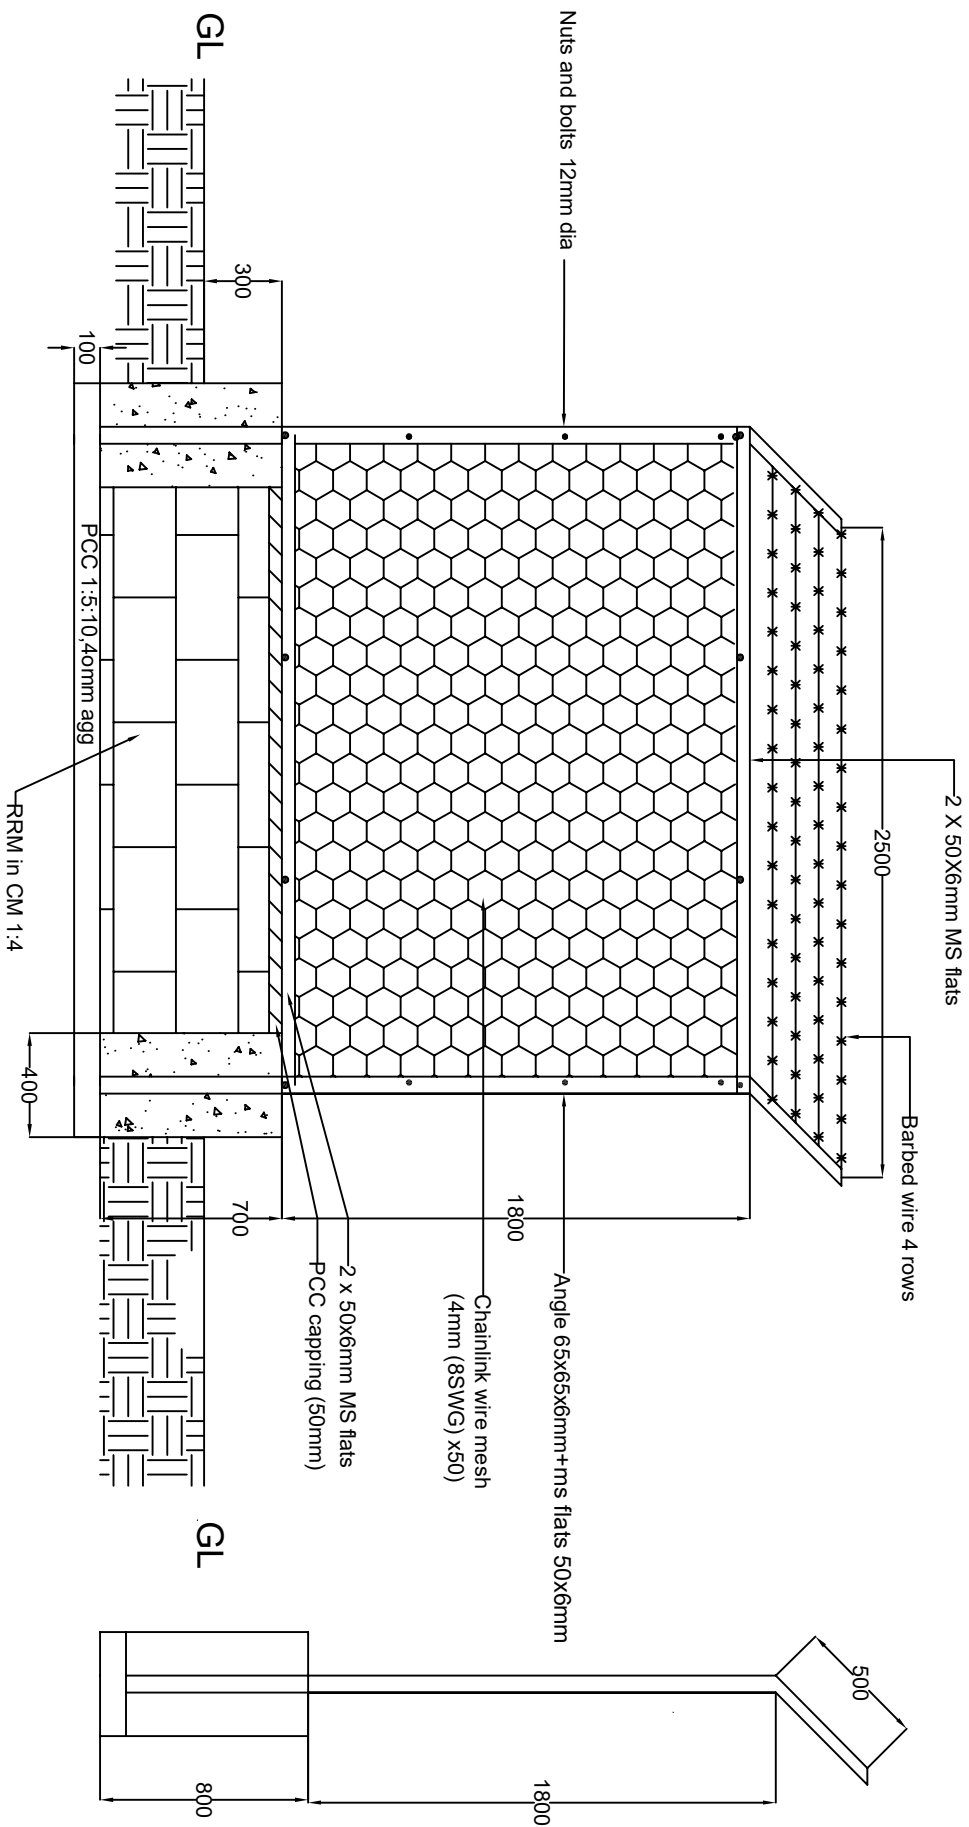 2 X 50X6mm MS flats
Barbed wire 4 rows
2500
500
Nuts and bolts 12mm dia
Angle 65x65x6mm+ms flats 50x6mm
1800
1800
Chainlink wire mesh
(4mm (8SWG) x50)
2 x 50x6mm MS flats
PCC capping (50mm)
300
700
GL
GL
800
100
400
PCC 1:5:10,4omm agg
RRM in CM 1:4